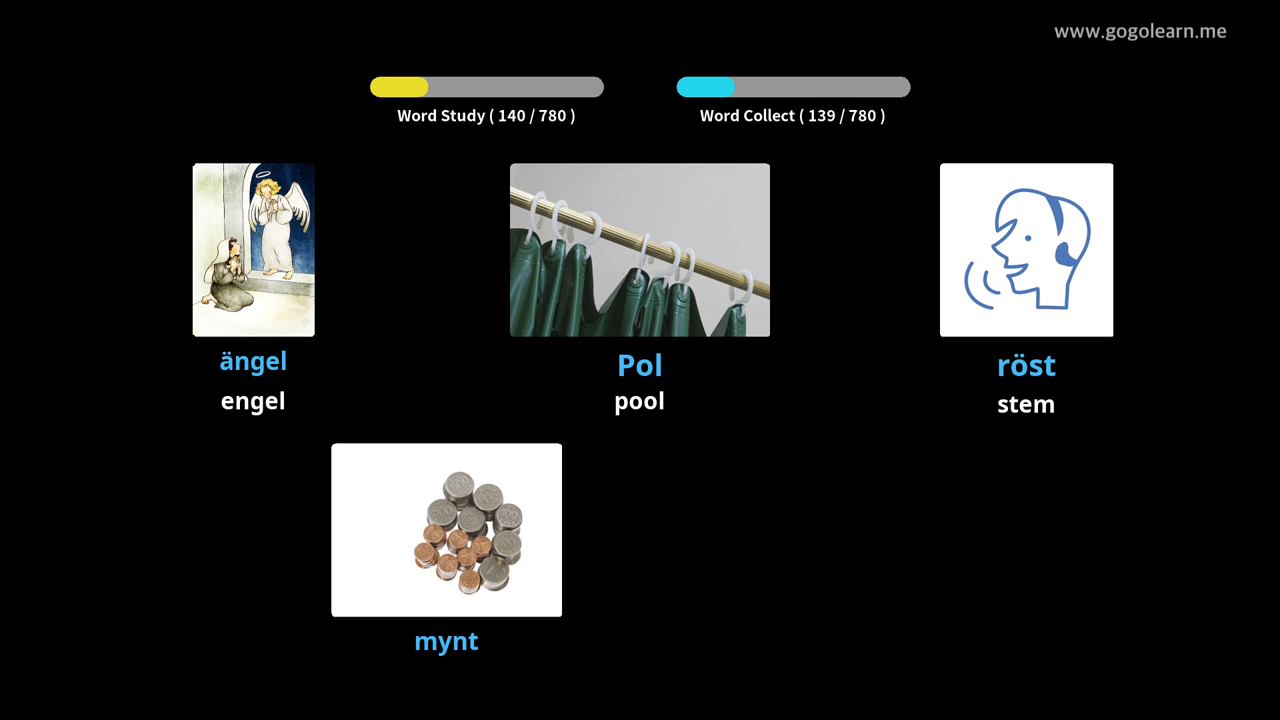 www.gogolearn.me
Word Study ( 140 / 780 )
Word Collect ( 139 / 780 )
ängel
engel
Pol
pool
röst
stem
mynt